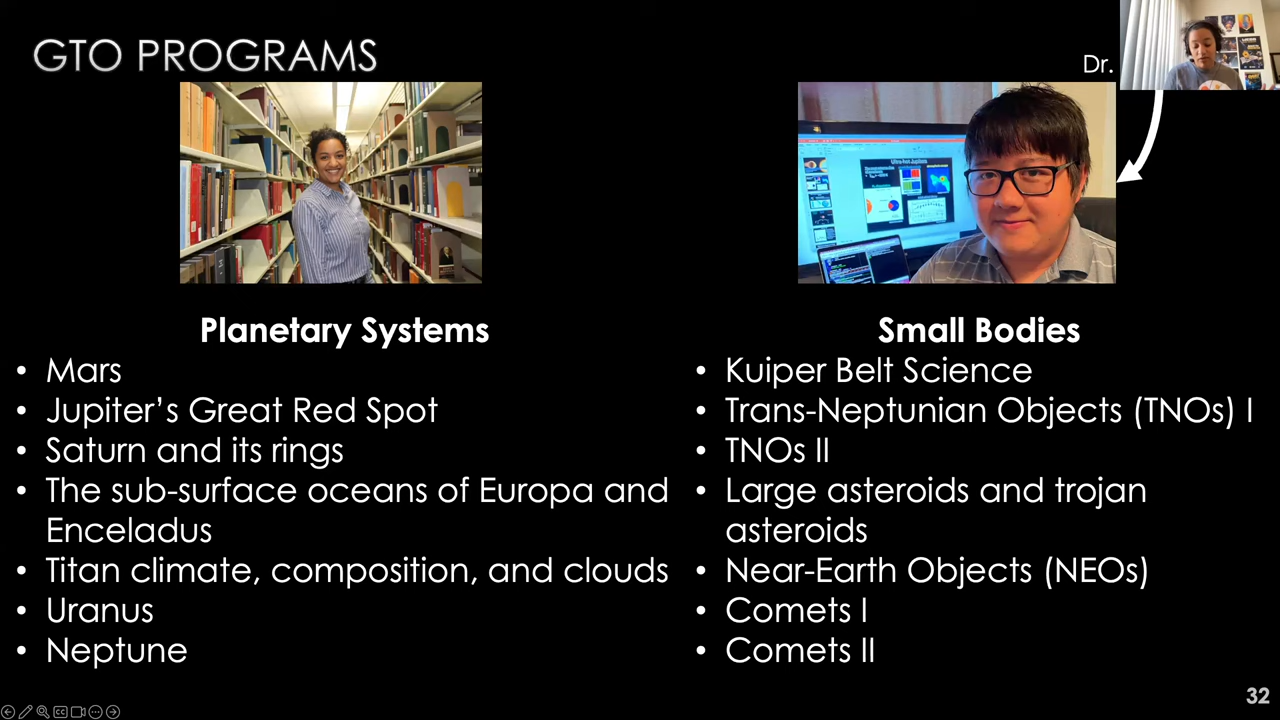 GTO PROGRAMS
Dr.
Planetary Systems
• Mars
• Jupiter’s Great Red Spot
• Saturn and its rings
• The sub-surface oceans of Europa and
Enceladus
• Titan climate, composition, and clouds
• Uranus
• Neptune
Small Bodies
• Kuiper Belt Science
• Trans-Neptunian Objects (TNOs) I
• TNOs II
• Large asteroids and trojan
asteroids
• Near-Earth Objects (NEOs)
• Comets I
• Comets II
32